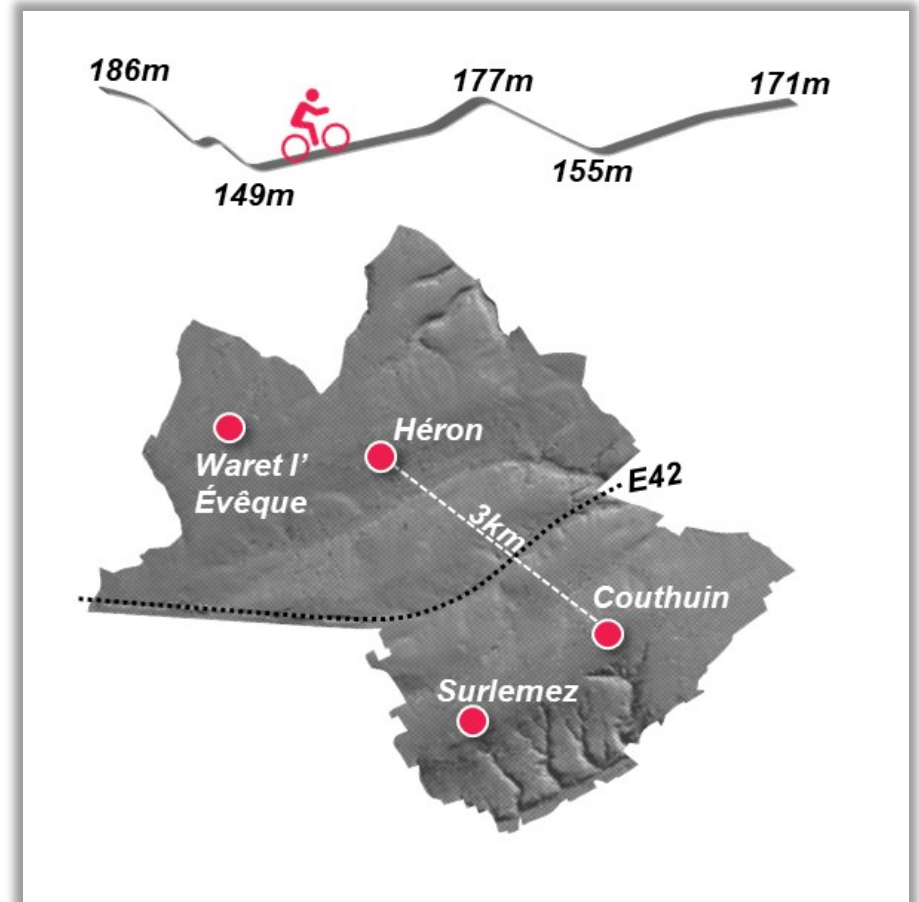 186m
177m
171m
149m
155m
Héron
Waret l'
Évêque
E42
3km
Couthuin
Surlemez